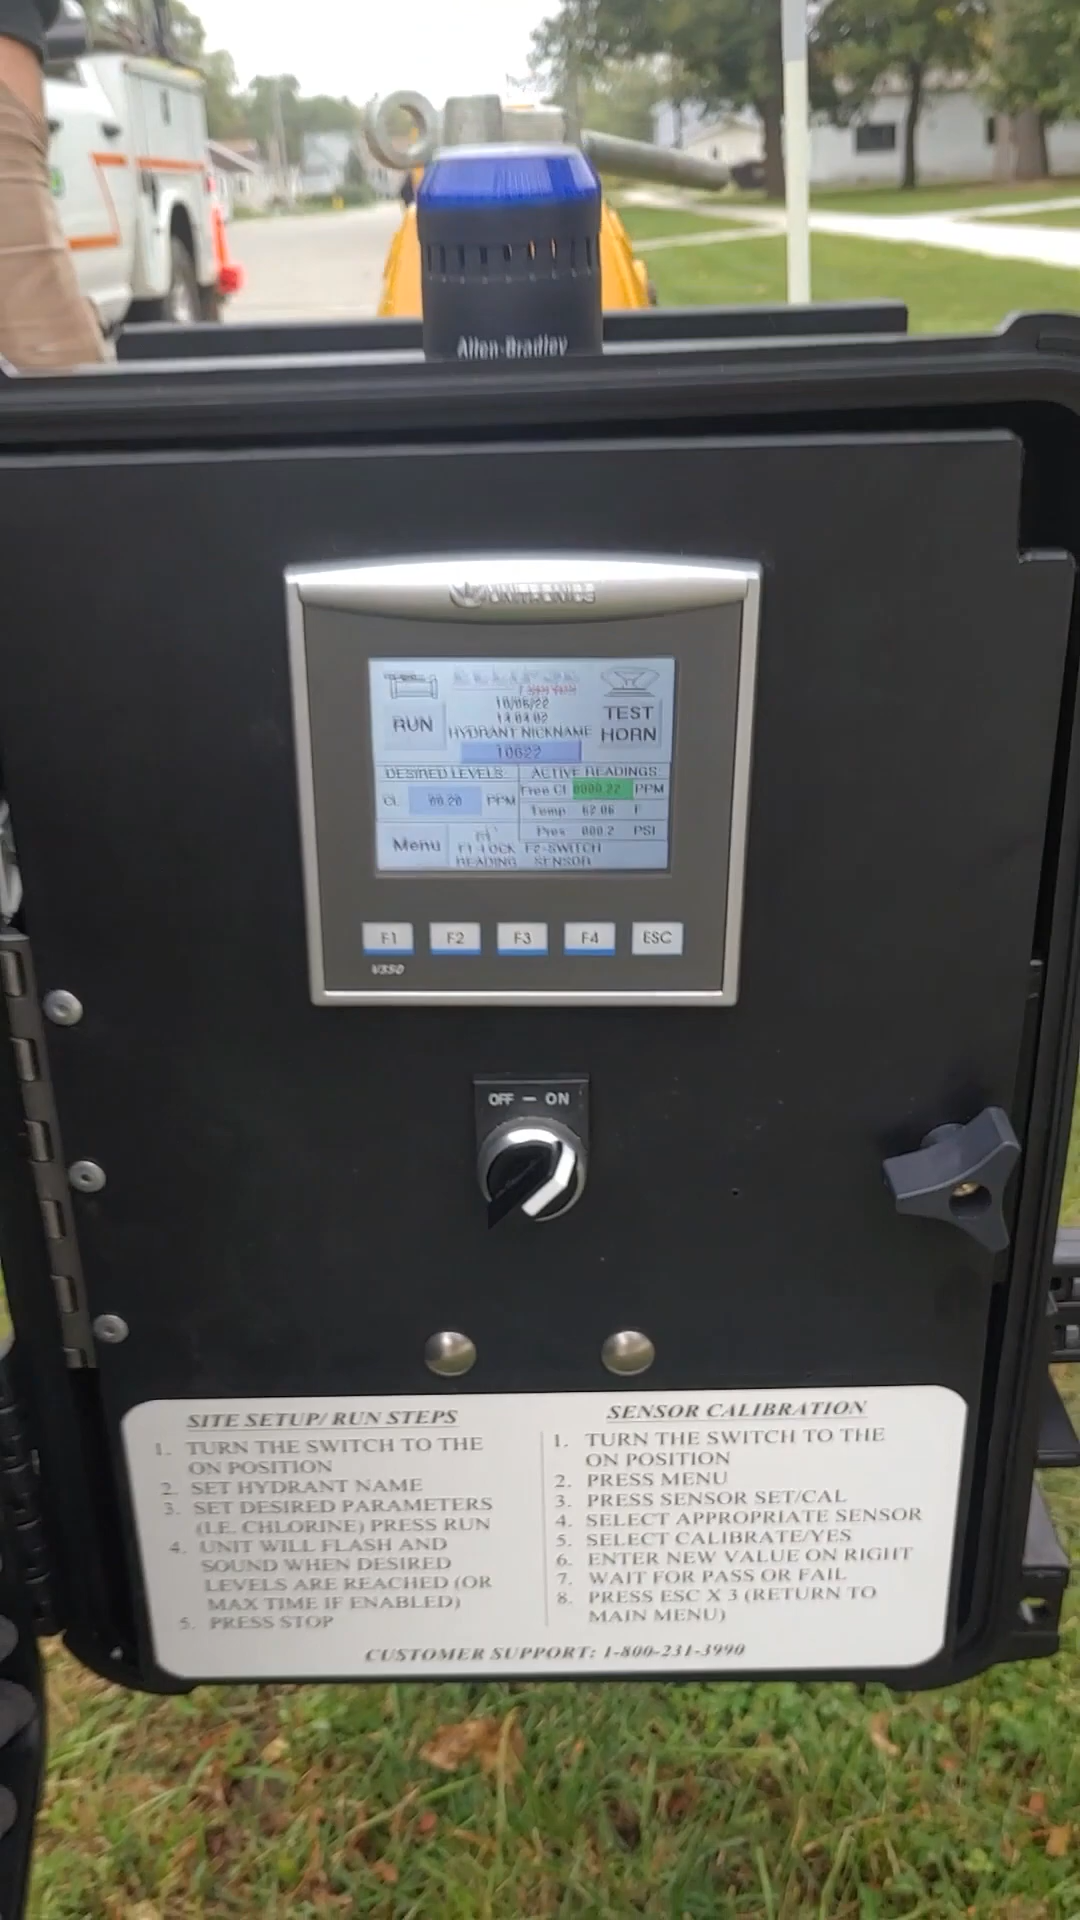 Allen-Bradley
UNITRONICS
10/06/22
RUN
TEST
HORN
HYDRANT NICKNAME
10622
DESIRED LEVELS:
CL
00.20
PPM
ACTIVE READINGS:
Free Cl 0000.22 PPM
Temp 62.06 F
Pres 000.2 PSI
Menu
F1-LOCK
READING
F2-SWITCH
SENSOR
F1
F2
F3
F4
ESC
V350
OFF — ON
SITE SETUP/ RUN STEPS
1. TURN THE SWITCH TO THE
ON POSITION
2. SET HYDRANT NAME
3. SET DESIRED PARAMETERS
(I.E. CHLORINE) PRESS RUN
4. UNIT WILL FLASH AND
SOUND WHEN DESIRED
LEVELS ARE REACHED (OR
MAX TIME IF ENABLED)
5. PRESS STOP
SENSOR CALIBRATION
1. TURN THE SWITCH TO THE
ON POSITION
2. PRESS MENU
3. PRESS SENSOR SET/CAL
4. SELECT APPROPRIATE SENSOR
5. SELECT CALIBRATE/YES
6. ENTER NEW VALUE ON RIGHT
7. WAIT FOR PASS OR FAIL
8. PRESS ESC X 3 (RETURN TO
MAIN MENU)
CUSTOMER SUPPORT: 1-800-231-3990